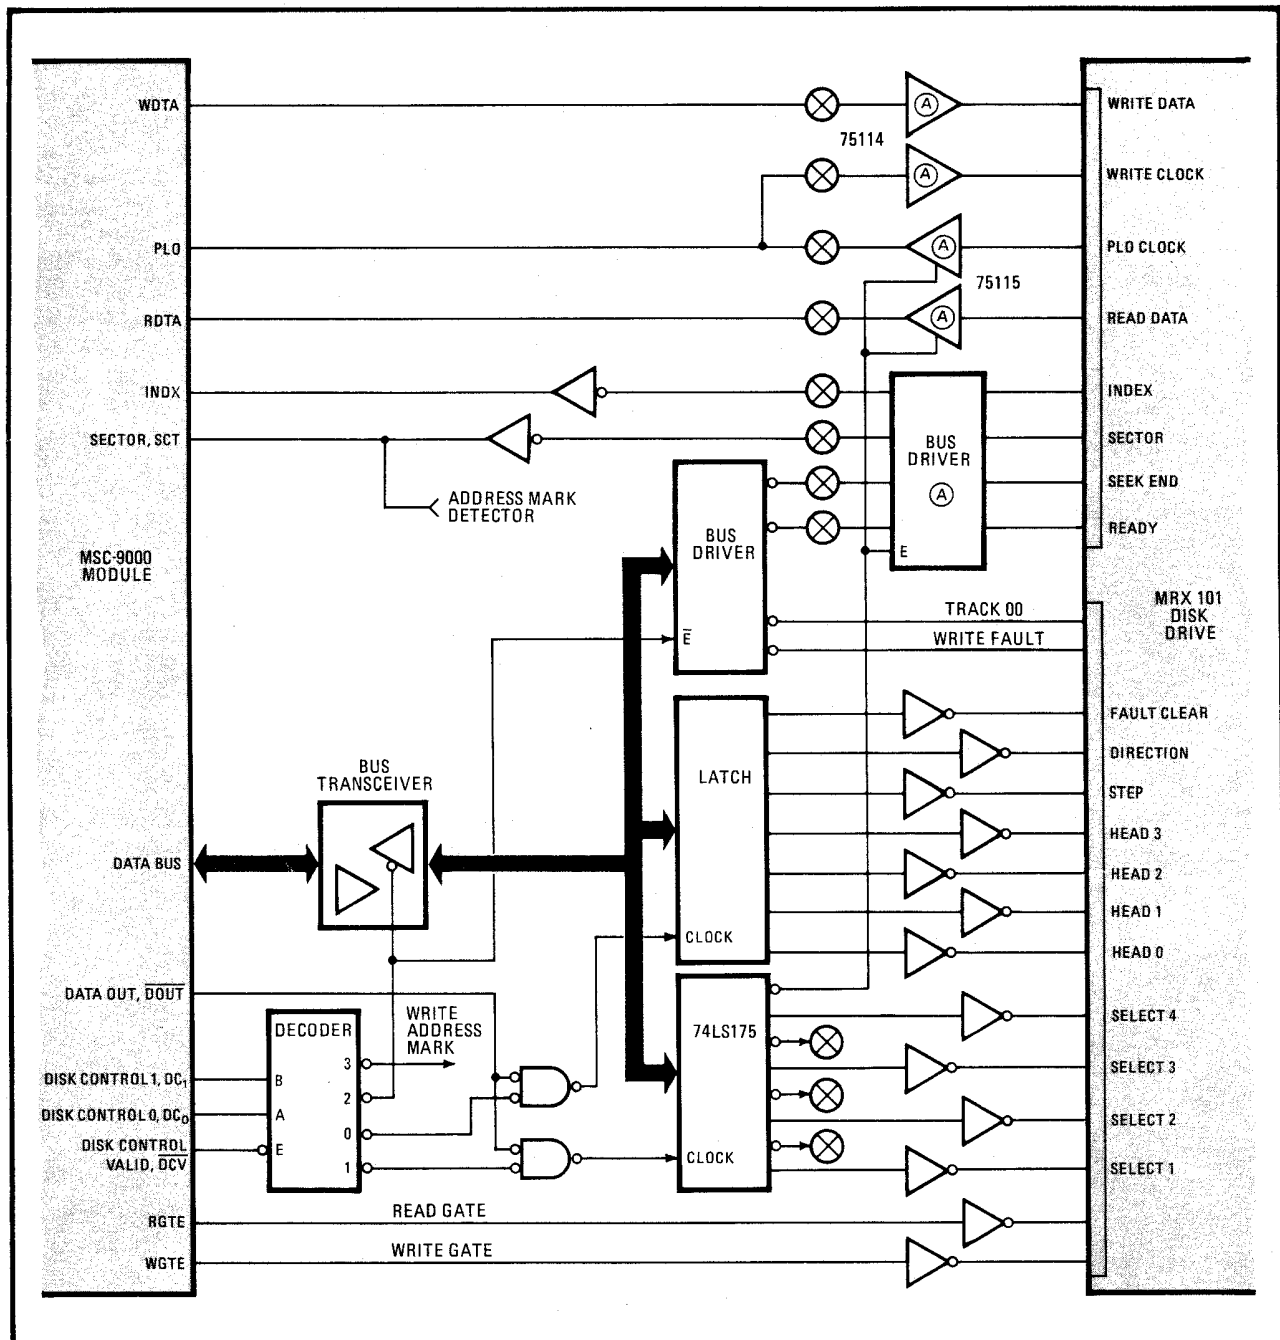 WDTA
A
WRITE DATA
75114
A
WRITE CLOCK
PLO
A
PLO CLOCK
75115
RDTA
A
READ DATA
INDX
INDEX
SECTOR, SCT
BUS
DRIVER
A
E
SECTOR
ADDRESS MARK
DETECTOR
SEEK END
READY
BUS
DRIVER
E̅
MSC-9000
MODULE
TRACK 00
WRITE FAULT
MRX 101
DISK
DRIVE
FAULT CLEAR
DIRECTION
LATCH
CLOCK
STEP
HEAD 3
HEAD 2
HEAD 1
HEAD 0
BUS
TRANSCEIVER
DATA BUS
DATA OUT, D̅O̅U̅T̅
DECODER
3
2
0
1
B
A
E
WRITE
ADDRESS
MARK
74LS175
CLOCK
SELECT 4
SELECT 3
SELECT 2
SELECT 1
DISK CONTROL 1, DC₁
DISK CONTROL 0, DC₀
DISK CONTROL
VALID, D̅C̅V̅
RGTE
READ GATE
WGTE
WRITE GATE